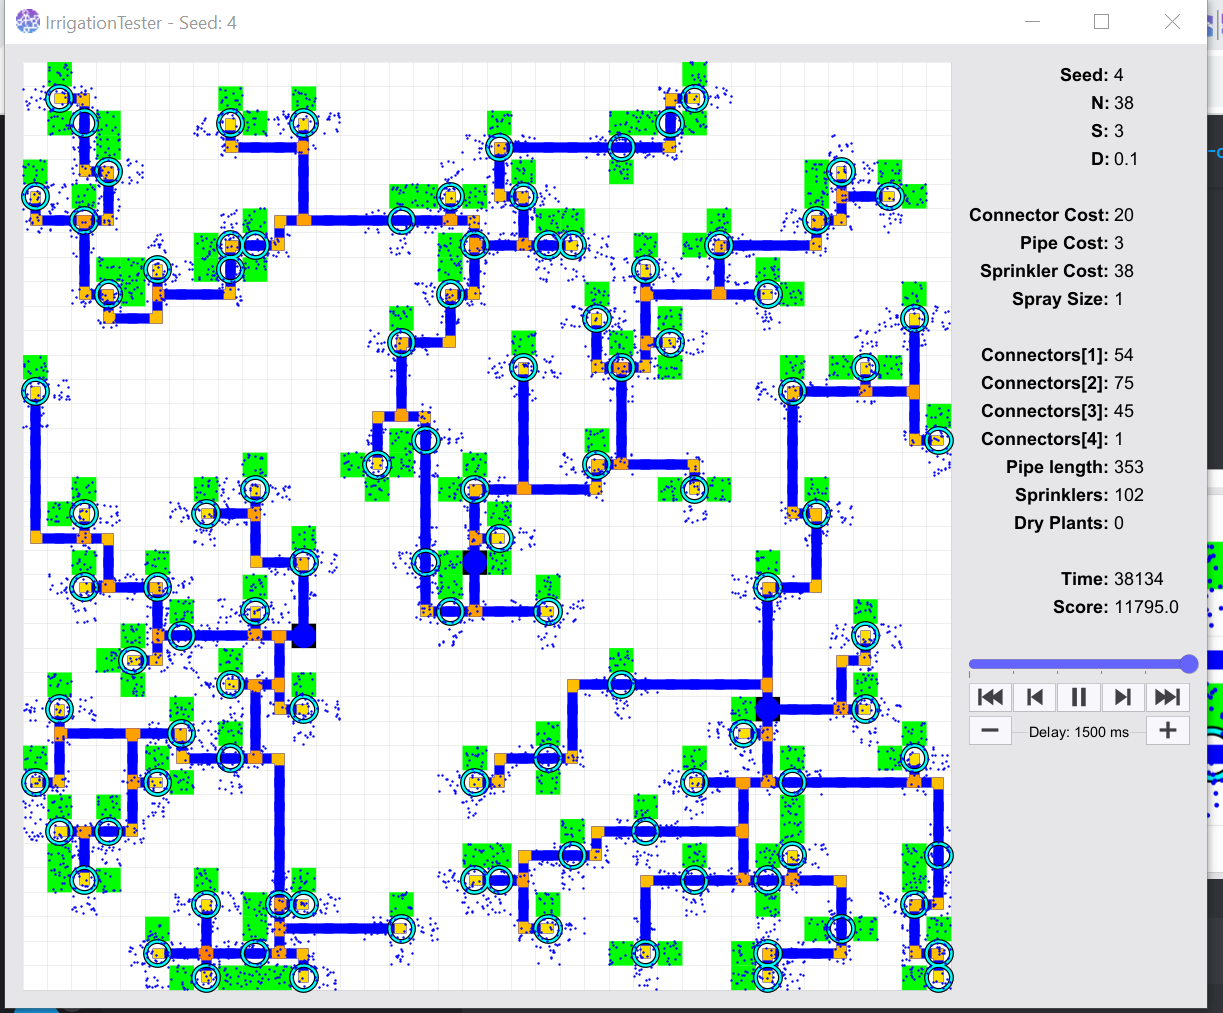 IrrigationTester - Seed: 4
Seed: 4
N: 38
S: 3
D: 0.1
Connector Cost: 20
Pipe Cost: 3
Sprinkler Cost: 38
Spray Size: 1
Connectors[1]: 54
Connectors[2]: 75
Connectors[3]: 45
Connectors[4]: 1
Pipe length: 353
Sprinklers: 102
Dry Plants: 0
Time: 38134
Score: 11795.0
Delay: 1500 ms